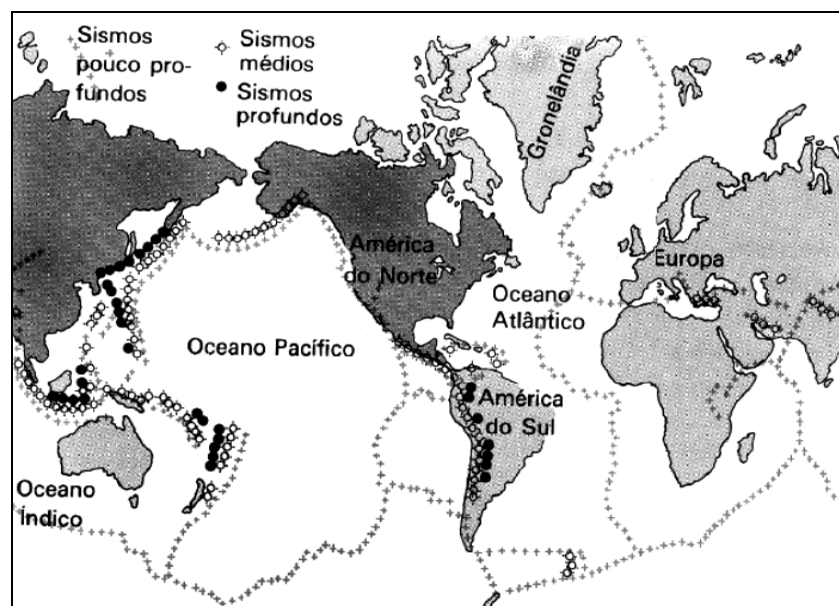 Sismos
pouco pro-
fundos
Sismos
médios
Sismos
profundos
Gronelândia
América
do Norte
Europa
Oceano
Atlântico
Oceano Pacífico
América
do Sul
Oceano
Índico